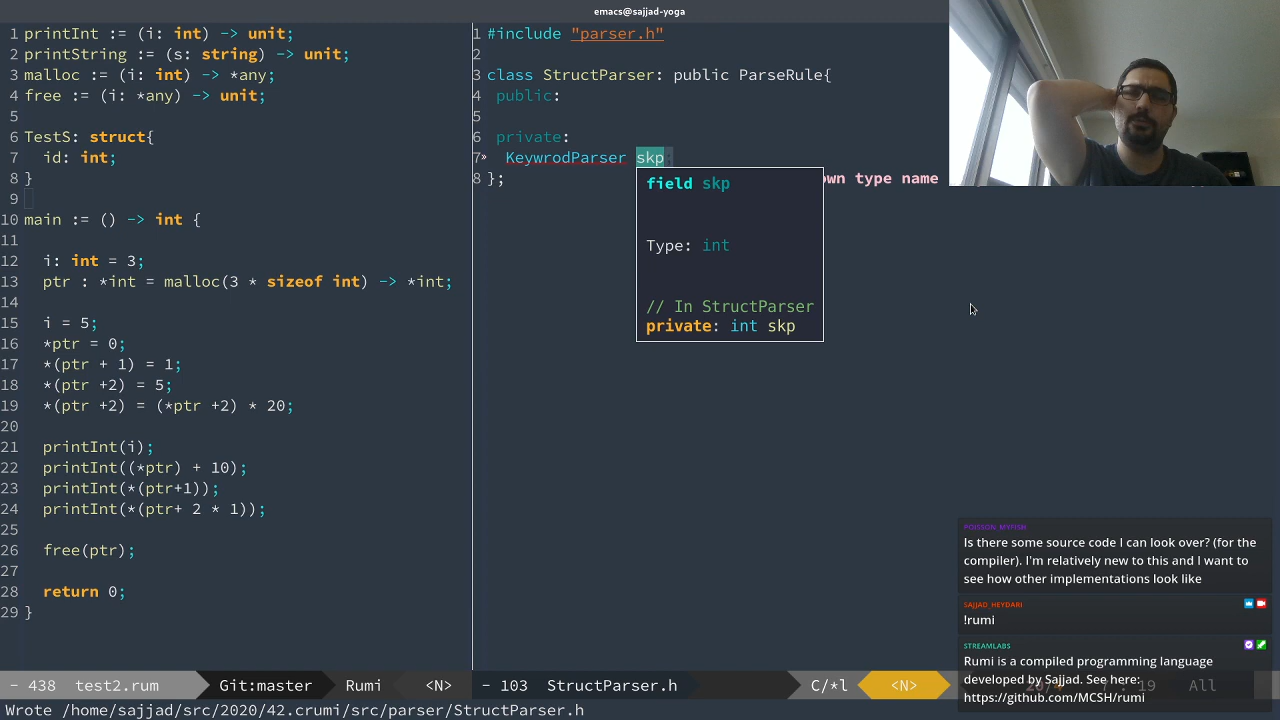 emacs@sajjad-yoga
1 printInt := (i: int) -> unit;
2 printString := (s: string) -> unit;
3 malloc := (i: int) -> *any;
4 free := (i: *any) -> unit;
5
6 TestS: struct{
7 id: int;
8 }
9
10 main := () -> int {
11
12 i: int = 3;
13 ptr : *int = malloc(3 * sizeof int) -> *int;
14
15 i = 5;
16 *ptr = 0;
17 *(ptr + 1) = 1;
18 *(ptr +2) = 5;
19 *(ptr +2) = (*ptr +2) * 20;
20
21 printInt(i);
22 printInt((*ptr) + 10);
23 printInt(*(ptr+1));
24 printInt(*(ptr+ 2 * 1));
25
26 free(ptr);
27
28 return 0;
29 }
- 438 test2.rum Git:master Rumi <N>
1 #include "parser.h"
2
3 class StructParser: public ParseRule{
4 public:
5
6 private:
7» KeywrodParser skp
8 }; own type name
field skp
Type: int
// In StructParser
private: int skp
- 103 StructParser.h C/*l <N> 7 : 19 All
Wrote /home/sajjad/src/2020/42.crumi/src/parser/StructParser.h
POISSON_MYFISH
Is there some source code I can look over? (for the
compiler). I'm relatively new to this and I want to
see how other implementations look like
SAJJAD_HEYDARI
!rumi
STREAMLABS
Rumi is a compiled programming language
developed by Sajjad. See here:
https://github.com/MCSH/rumi